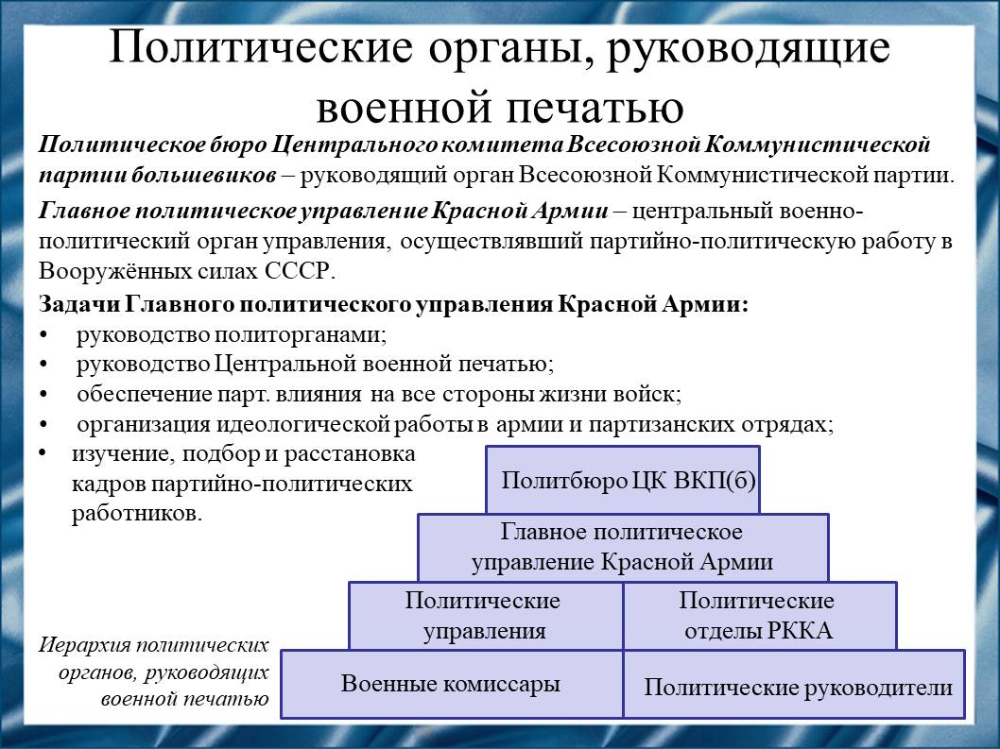 Политические органы, руководящие
военной печатью
Политическое бюро Центрального комитета Всесоюзной Коммунистической
партии большевиков – руководящий орган Всесоюзной Коммунистической партии.
Главное политическое управление Красной Армии – центральный военно-
политический орган управления, осуществлявший партийно-политическую работу в
Вооружённых силах СССР.
Задачи Главного политического управления Красной Армии:
• руководство политорганами;
• руководство Центральной военной печатью;
• обеспечение парт. влияния на все стороны жизни войск;
• организация идеологической работы в армии и партизанских отрядах;
• изучение, подбор и расстановка
кадров партийно-политических
работников.
Политбюро ЦК ВКП(б)
Главное политическое
управление Красной Армии
Политические
управления
Политические
отделы РККА
Военные комиссары
Политические руководители
Иерархия политических
органов, руководящих
военной печатью